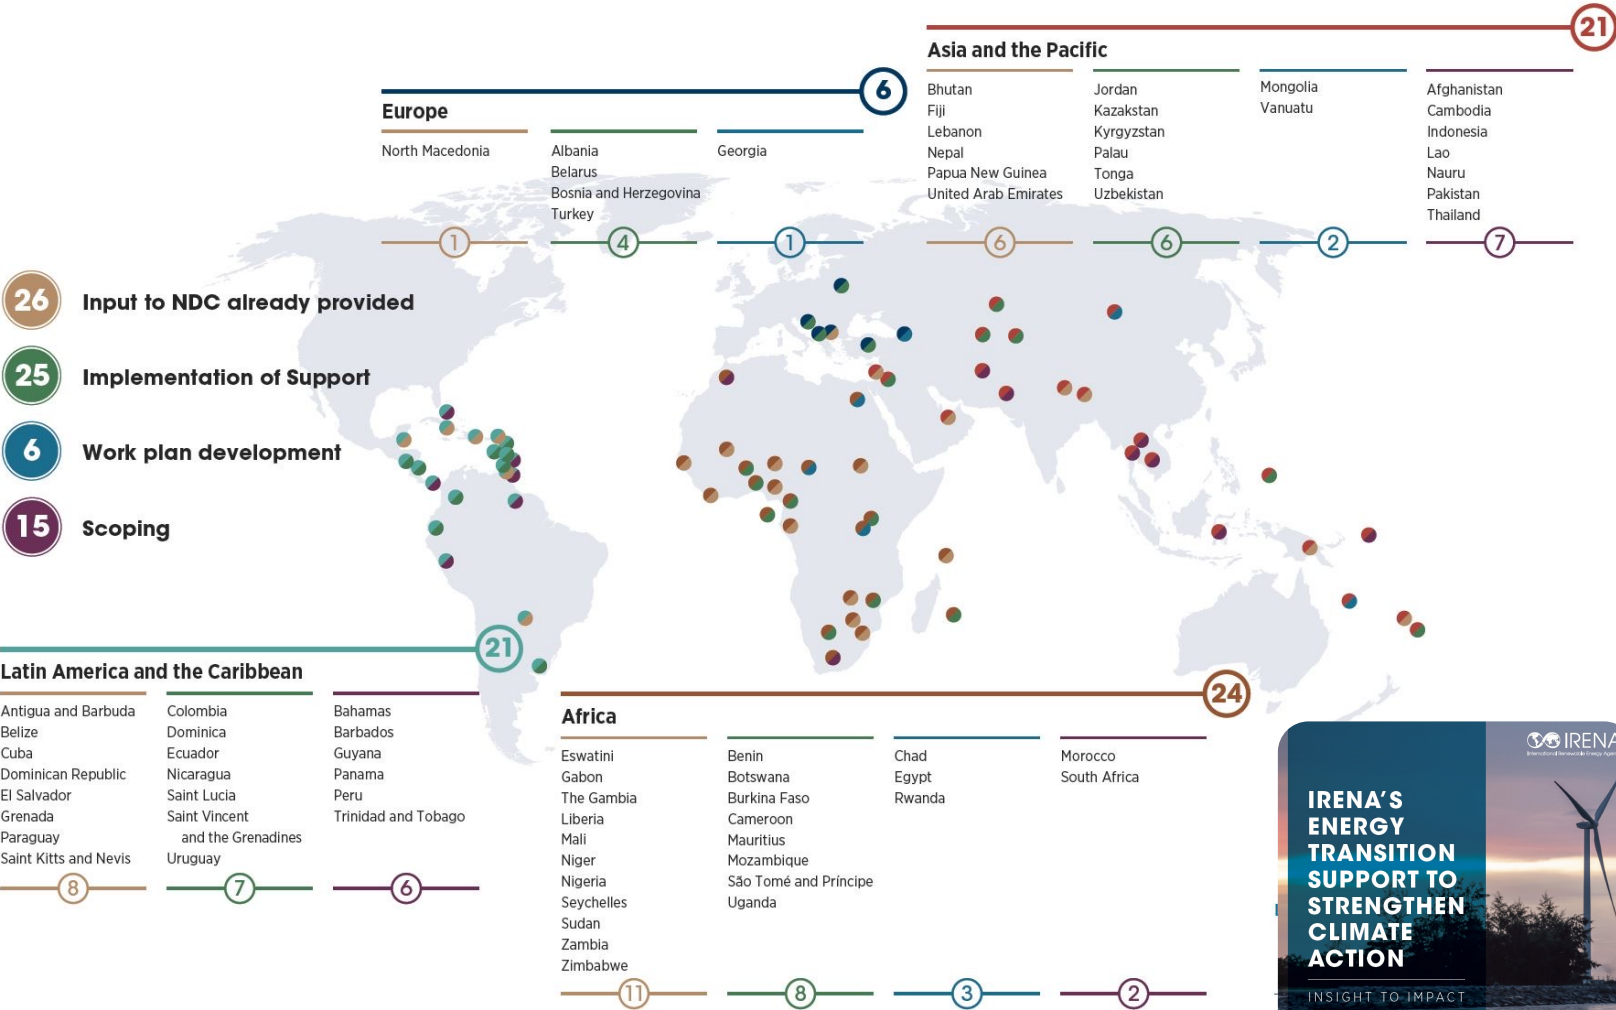 21
Asia and the Pacific
Bhutan
Fiji
Lebanon
Nepal
Papua New Guinea
United Arab Emirates
6
Jordan
Kazakstan
Kyrgyzstan
Palau
Tonga
Uzbekistan
6
Mongolia
Vanuatu
2
Afghanistan
Cambodia
Indonesia
Lao
Nauru
Pakistan
Thailand
7
6
Europe
North Macedonia
1
Albania
Belarus
Bosnia and Herzegovina
Turkey
4
Georgia
1
26 Input to NDC already provided
25 Implementation of Support
6 Work plan development
15 Scoping
21
Latin America and the Caribbean
Antigua and Barbuda
Belize
Cuba
Dominican Republic
El Salvador
Grenada
Paraguay
Saint Kitts and Nevis
8
Colombia
Dominica
Ecuador
Nicaragua
Saint Lucia
Saint Vincent
and the Grenadines
Uruguay
7
Bahamas
Barbados
Guyana
Panama
Peru
Trinidad and Tobago
6
24
Africa
Eswatini
Gabon
The Gambia
Liberia
Mali
Niger
Nigeria
Seychelles
Sudan
Zambia
Zimbabwe
11
Benin
Botswana
Burkina Faso
Cameroon
Mauritius
Mozambique
São Tomé and Príncipe
Uganda
8
Chad
Egypt
Rwanda
3
Morocco
South Africa
2
IRENA
International Renewable Energy
IRENA'S
ENERGY
TRANSITION
SUPPORT TO
STRENGTHEN
CLIMATE
ACTION
INSIGHT TO IMPACT